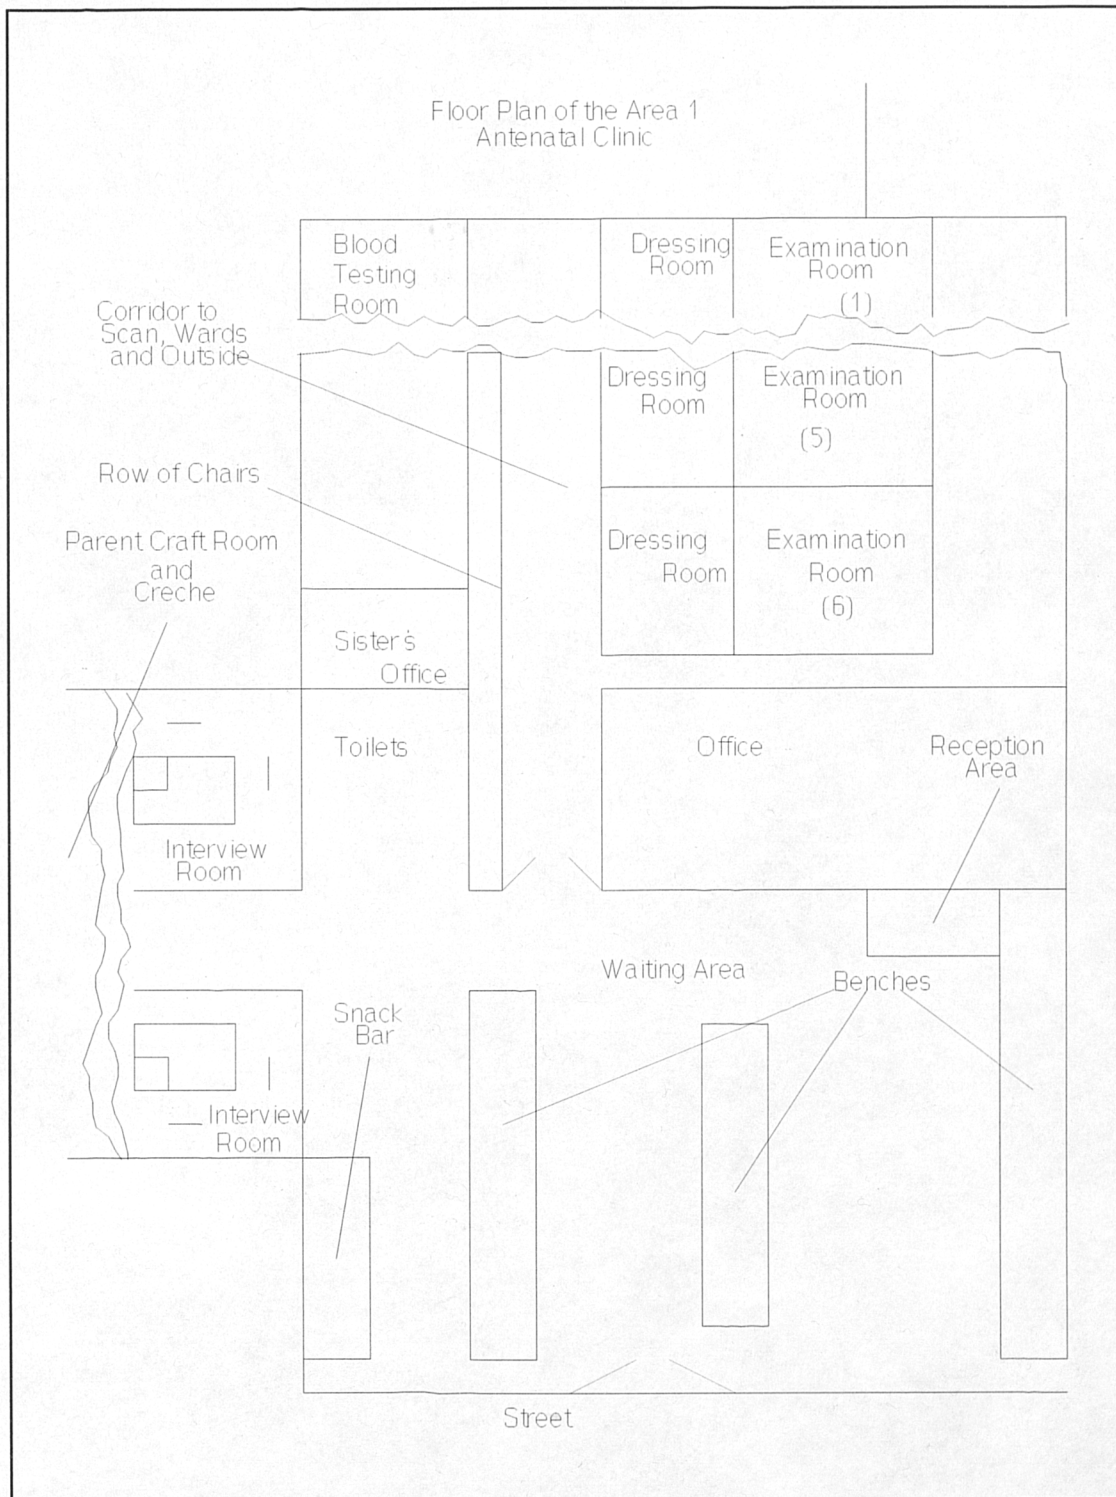 Floor Plan of the Area 1
Antenatal Clinic
Blood
Testing
Room
Dressing
Room
Examination
Room
(1)
Corridor to
Scan, Wards
and Outside
Dressing
Room
Examination
Room
(5)
Row of Chairs
Parent Craft Room
and
Creche
Dressing
Room
Examination
Room
(6)
Sister's
Office
Toilets
Office
Reception
Area
Interview
Room
Waiting Area
Benches
Snack
Bar
Interview
Room
Street